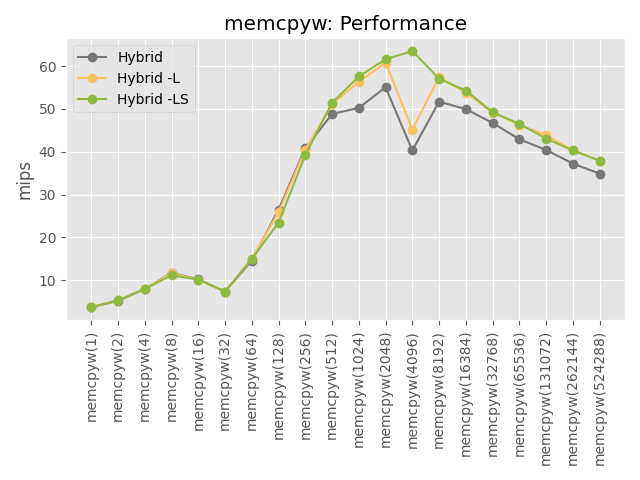 memcpyw: Performance
Hybrid
Hybrid -L
Hybrid -LS
mips
60
50
40
30
20
10
memcpyw(1)
memcpyw(2)
memcpyw(4)
memcpyw(8)
memcpyw(16)
memcpyw(32)
memcpyw(64)
memcpyw(128)
memcpyw(256)
memcpyw(512)
memcpyw(1024)
memcpyw(2048)
memcpyw(4096)
memcpyw(8192)
memcpyw(16384)
memcpyw(32768)
memcpyw(65536)
memcpyw(131072)
memcpyw(262144)
memcpyw(524288)